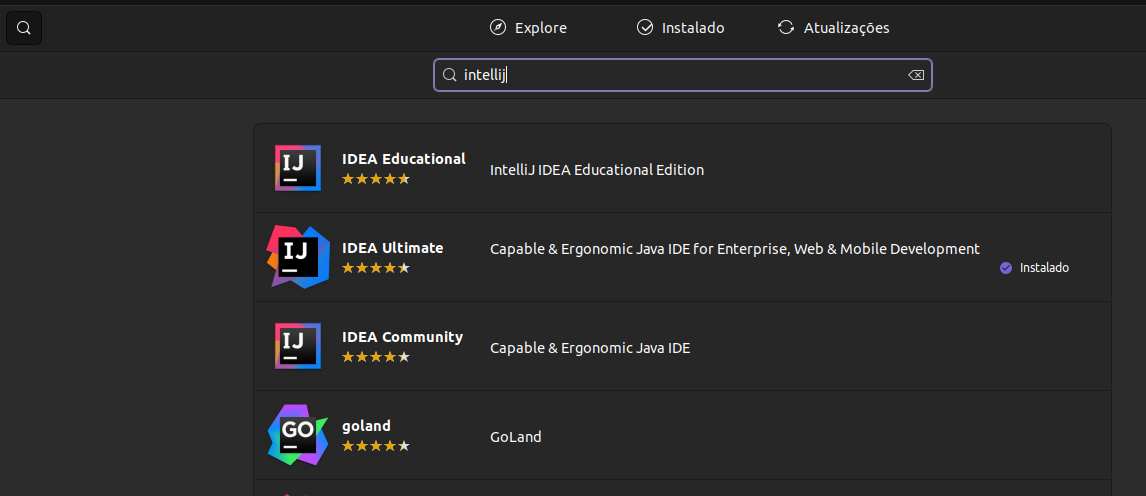 Explore
Instalado
Atualizações
intellij
IJ
IDEA Educational
IntelliJ IDEA Educational Edition
IJ
IDEA Ultimate
Capable & Ergonomic Java IDE for Enterprise, Web & Mobile Development
Instalado
IJ
IDEA Community
Capable & Ergonomic Java IDE
GO
goland
GoLand